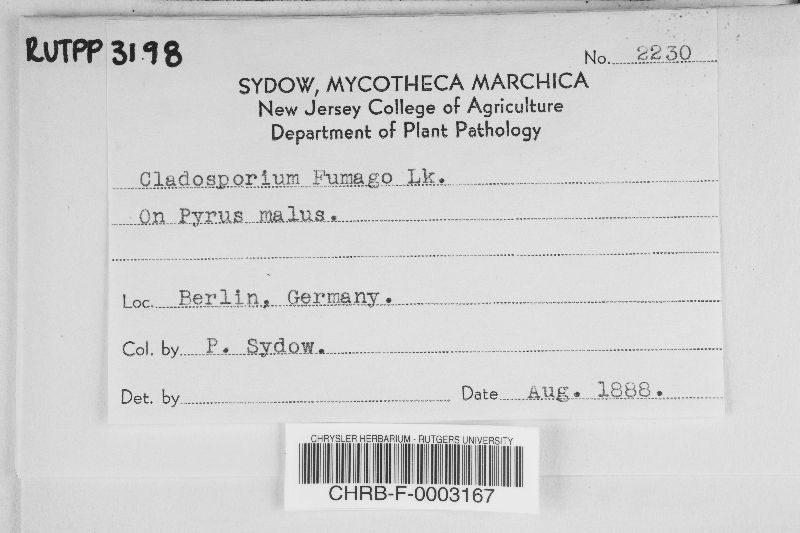 RUTPP 3198
No. 2230
SYDOW, MYCOTHECA MARCHICA
New Jersey College of Agriculture
Department of Plant Pathology
Cladosporium Fumago Lk.
On Pyrus malus.
Loc. Berlin, Germany.
Col. by P. Sydow.
Det. by
Date Aug. 1888.
CHRYSLER HERBARIUM - RUTGERS UNIVERSITY
CHRB-F-0003167